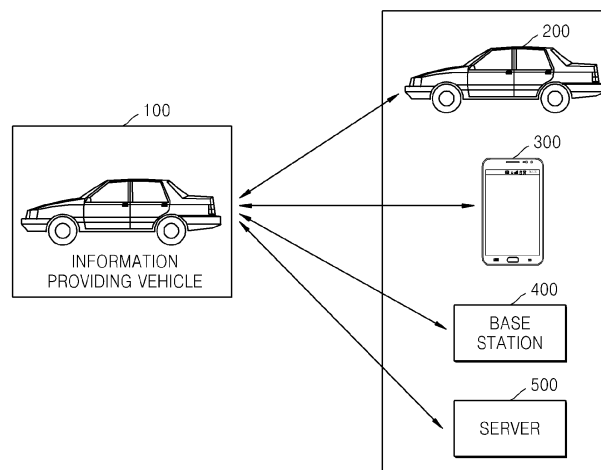 200
100
300
INFORMATION
PROVIDING VEHICLE
400
BASE
STATION
500
SERVER